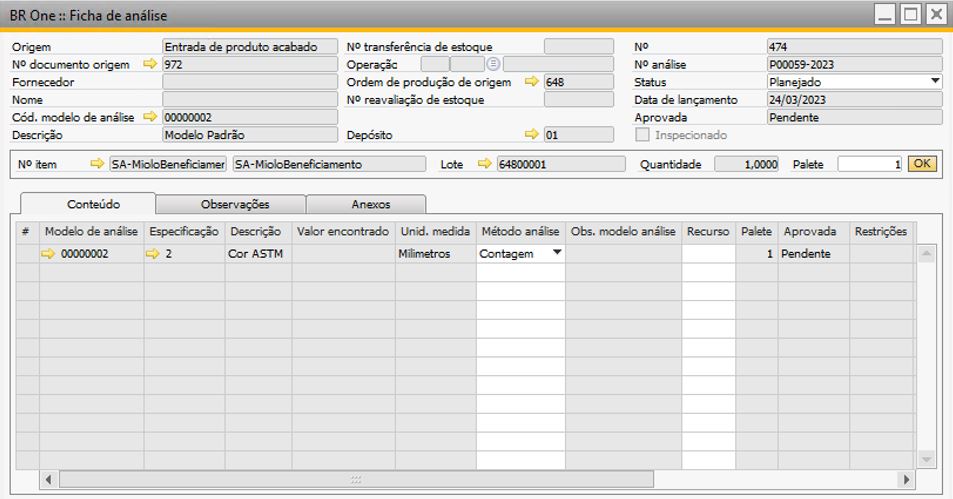 BR One :: Ficha de análise
Origem Entrada de produto acabado Nº transferência de estoque Nº 474
Nº documento origem 972 Operação Nº análise P00059-2023
Fornecedor Ordem de produção de origem 648 Status Planejado
Nome Nº reavaliação de estoque Data de lançamento 24/03/2023
Cód. modelo de análise 00000002 Aprovada Pendente
Descrição Modelo Padrão Depósito 01 Inspecionado
Nº item SA-MioloBeneficiamer SA-MioloBeneficiamento Lote 64800001 Quantidade 1,0000 Palete 1 OK
Conteúdo Observações Anexos
# Modelo de análise Especificação Descrição Valor encontrado Unid. medida Método análise Obs. modelo análise Recurso Palete Aprovada Restrições
00000002 2 Cor ASTM Milimetros Contagem 1 Pendente